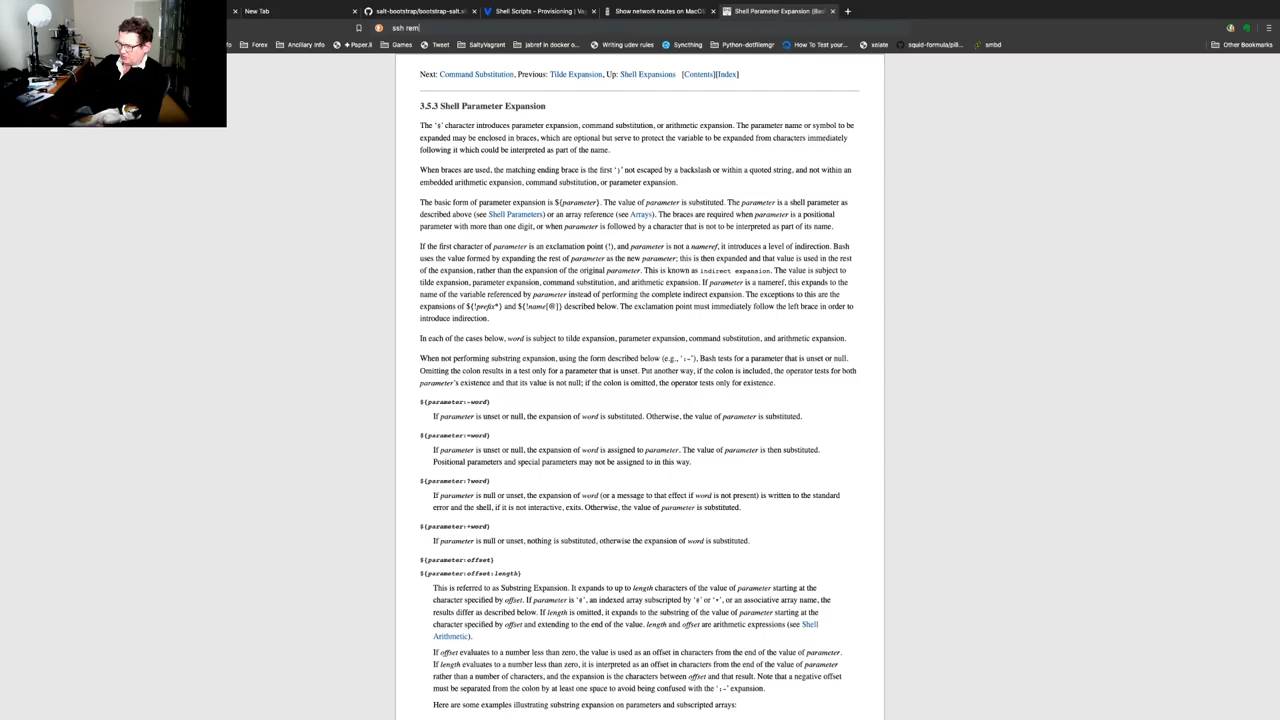 New Tab
salt-bootstrap/bootstrap-salt.s
Shell Scripts - Provisioning | Va
Show network routes on MacOS
Shell Parameter Expansion (Bas
ssh rem
Forex
Ancillary Info
Paper.li
Games
Tweet
SaltyVagrant
jabref in docker o...
Writing udev rules
Syncthing
Python-dotfilemgr
How To Test your...
xelate
squid-formula/pill...
smbd
Other Bookmarks
Next: Command Substitution, Previous: Tilde Expansion, Up: Shell Expansions [Contents][Index]
3.5.3 Shell Parameter Expansion
The ‘$’ character introduces parameter expansion, command substitution, or arithmetic expansion. The parameter name or symbol to be
expanded may be enclosed in braces, which are optional but serve to protect the variable to be expanded from characters immediately
following it which could be interpreted as part of the name.
When braces are used, the matching ending brace is the first ‘}’ not escaped by a backslash or within a quoted string, and not within an
embedded arithmetic expansion, command substitution, or parameter expansion.
The basic form of parameter expansion is ${parameter}. The value of parameter is substituted. The parameter is a shell parameter as
described above (see Shell Parameters) or an array reference (see Arrays). The braces are required when parameter is a positional
parameter with more than one digit, or when parameter is followed by a character that is not to be interpreted as part of its name.
If the first character of parameter is an exclamation point (!), and parameter is not a nameref, it introduces a level of indirection. Bash
uses the value formed by expanding the rest of parameter as the new parameter; this is then expanded and that value is used in the rest
of the expansion, rather than the expansion of the original parameter. This is known as indirect expansion. The value is subject to
tilde expansion, parameter expansion, command substitution, and arithmetic expansion. If parameter is a nameref, this expands to the
name of the variable referenced by parameter instead of performing the complete indirect expansion. The exceptions to this are the
expansions of ${!prefix*} and ${!name[@]} described below. The exclamation point must immediately follow the left brace in order to
introduce indirection.
In each of the cases below, word is subject to tilde expansion, parameter expansion, command substitution, and arithmetic expansion.
When not performing substring expansion, using the form described below (e.g., ‘:-’), Bash tests for a parameter that is unset or null.
Omitting the colon results in a test only for a parameter that is unset. Put another way, if the colon is included, the operator tests for both
parameter’s existence and that its value is not null; if the colon is omitted, the operator tests only for existence.
${parameter:-word}
If parameter is unset or null, the expansion of word is substituted. Otherwise, the value of parameter is substituted.
${parameter:=word}
If parameter is unset or null, the expansion of word is assigned to parameter. The value of parameter is then substituted.
Positional parameters and special parameters may not be assigned to in this way.
${parameter:?word}
If parameter is null or unset, the expansion of word (or a message to that effect if word is not present) is written to the standard
error and the shell, if it is not interactive, exits. Otherwise, the value of parameter is substituted.
${parameter:+word}
If parameter is null or unset, nothing is substituted, otherwise the expansion of word is substituted.
${parameter:offset}
${parameter:offset:length}
This is referred to as Substring Expansion. It expands to up to length characters of the value of parameter starting at the
character specified by offset. If parameter is ‘@’, an indexed array subscripted by ‘@’ or ‘*’, or an associative array name, the
results differ as described below. If length is omitted, it expands to the substring of the value of parameter starting at the
character specified by offset and extending to the end of the value. length and offset are arithmetic expressions (see Shell
Arithmetic).
If offset evaluates to a number less than zero, the value is used as an offset in characters from the end of the value of parameter.
If length evaluates to a number less than zero, it is interpreted as an offset in characters from the end of the value of parameter
rather than a number of characters, and the expansion is the characters between offset and that result. Note that a negative offset
must be separated from the colon by at least one space to avoid being confused with the ‘:-’ expansion.
Here are some examples illustrating substring expansion on parameters and subscripted arrays: